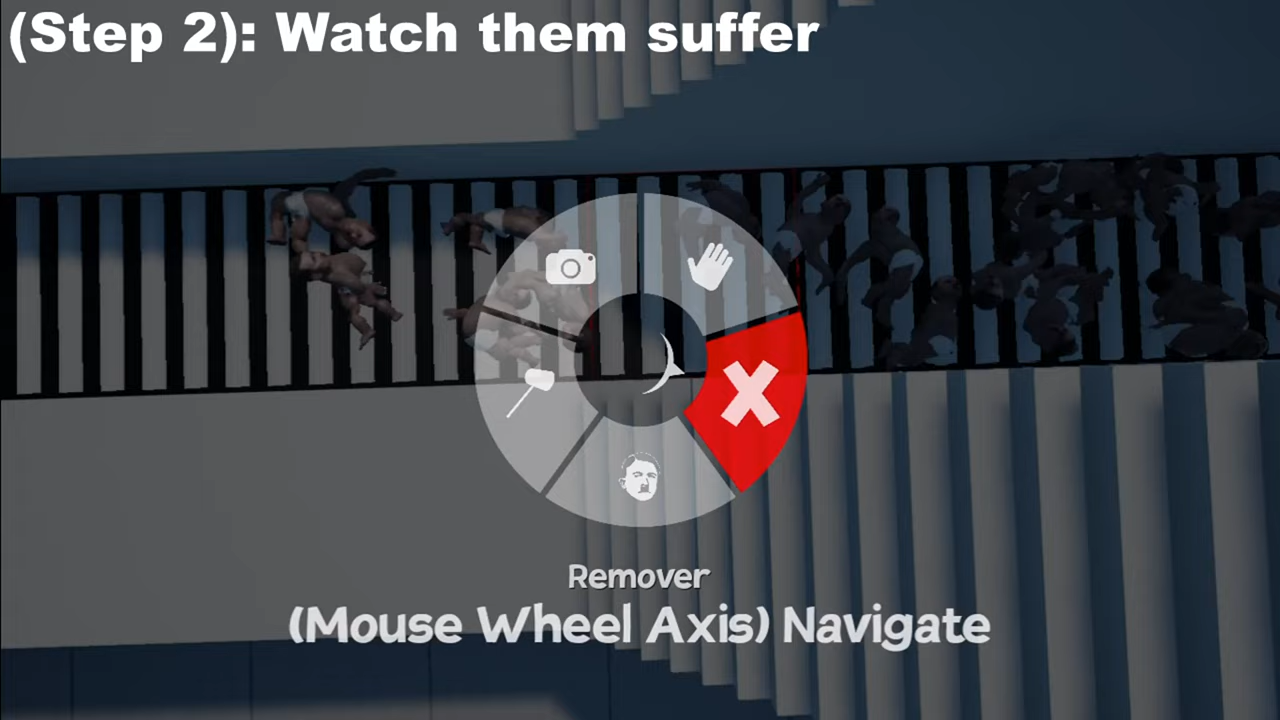 (Step 2): Watch them suffer
Remover
(Mouse Wheel Axis) Navigate